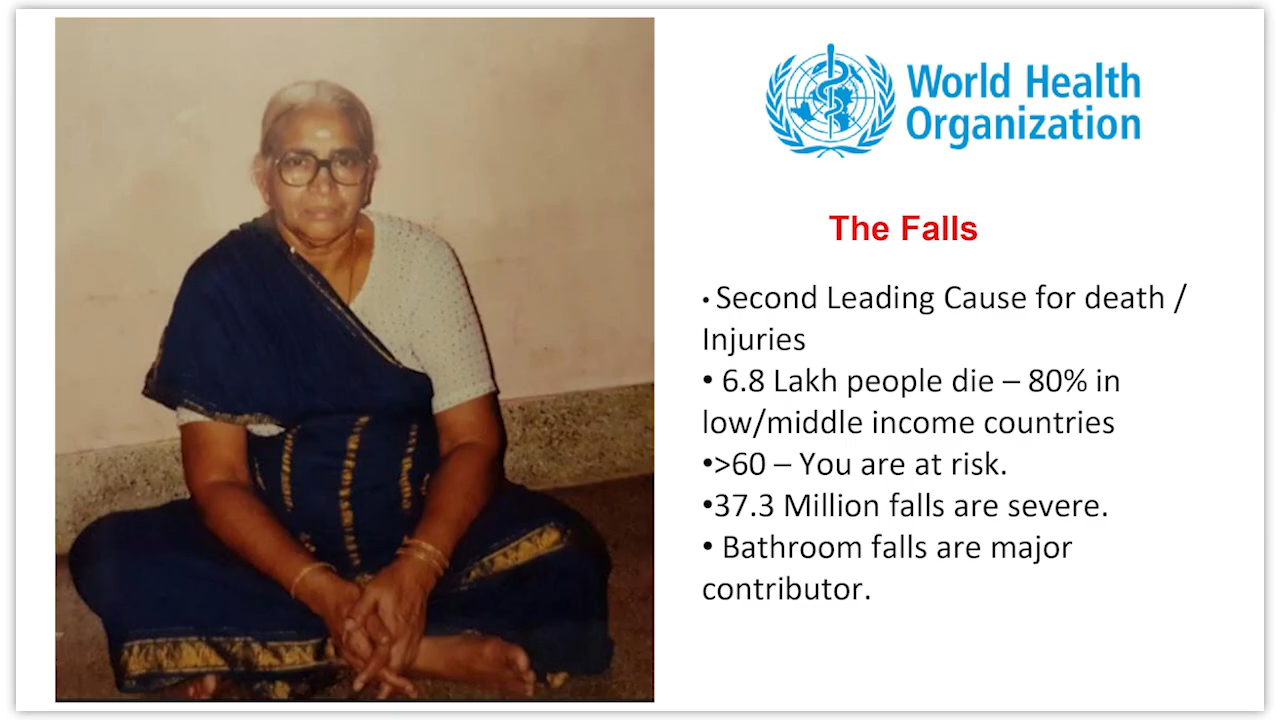 World Health
Organization
The Falls
• Second Leading Cause for death /
Injuries
• 6.8 Lakh people die – 80% in
low/middle income countries
•>60 – You are at risk.
•37.3 Million falls are severe.
• Bathroom falls are major
contributor.